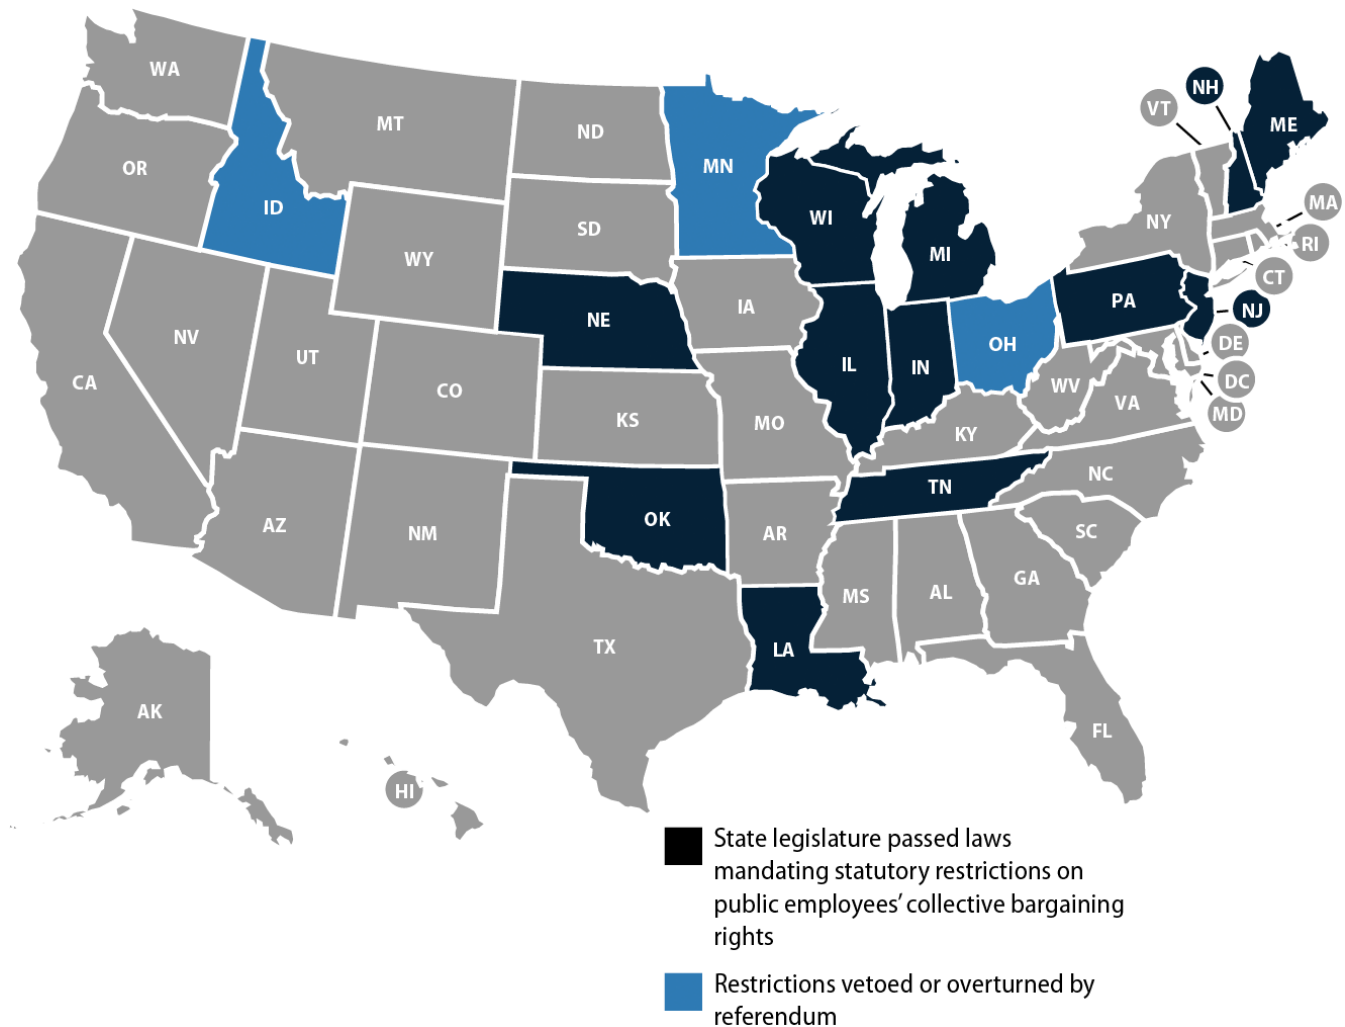 WA
MT
ND
MN
OR
ID
SD
WY
WI
MI
NH
VT
ME
MA
NY
RI
CT
NE
IA
PA
NJ
NV
UT
CO
CA
IL
IN
OH
DE
DC
MD
WV
VA
KS
MO
KY
NC
TN
AZ
NM
OK
AR
SC
MS
AL
GA
TX
LA
FL
AK
HI
State legislature passed laws
mandating statutory restrictions on
public employees’ collective bargaining
rights
Restrictions vetoed or overturned by
referendum